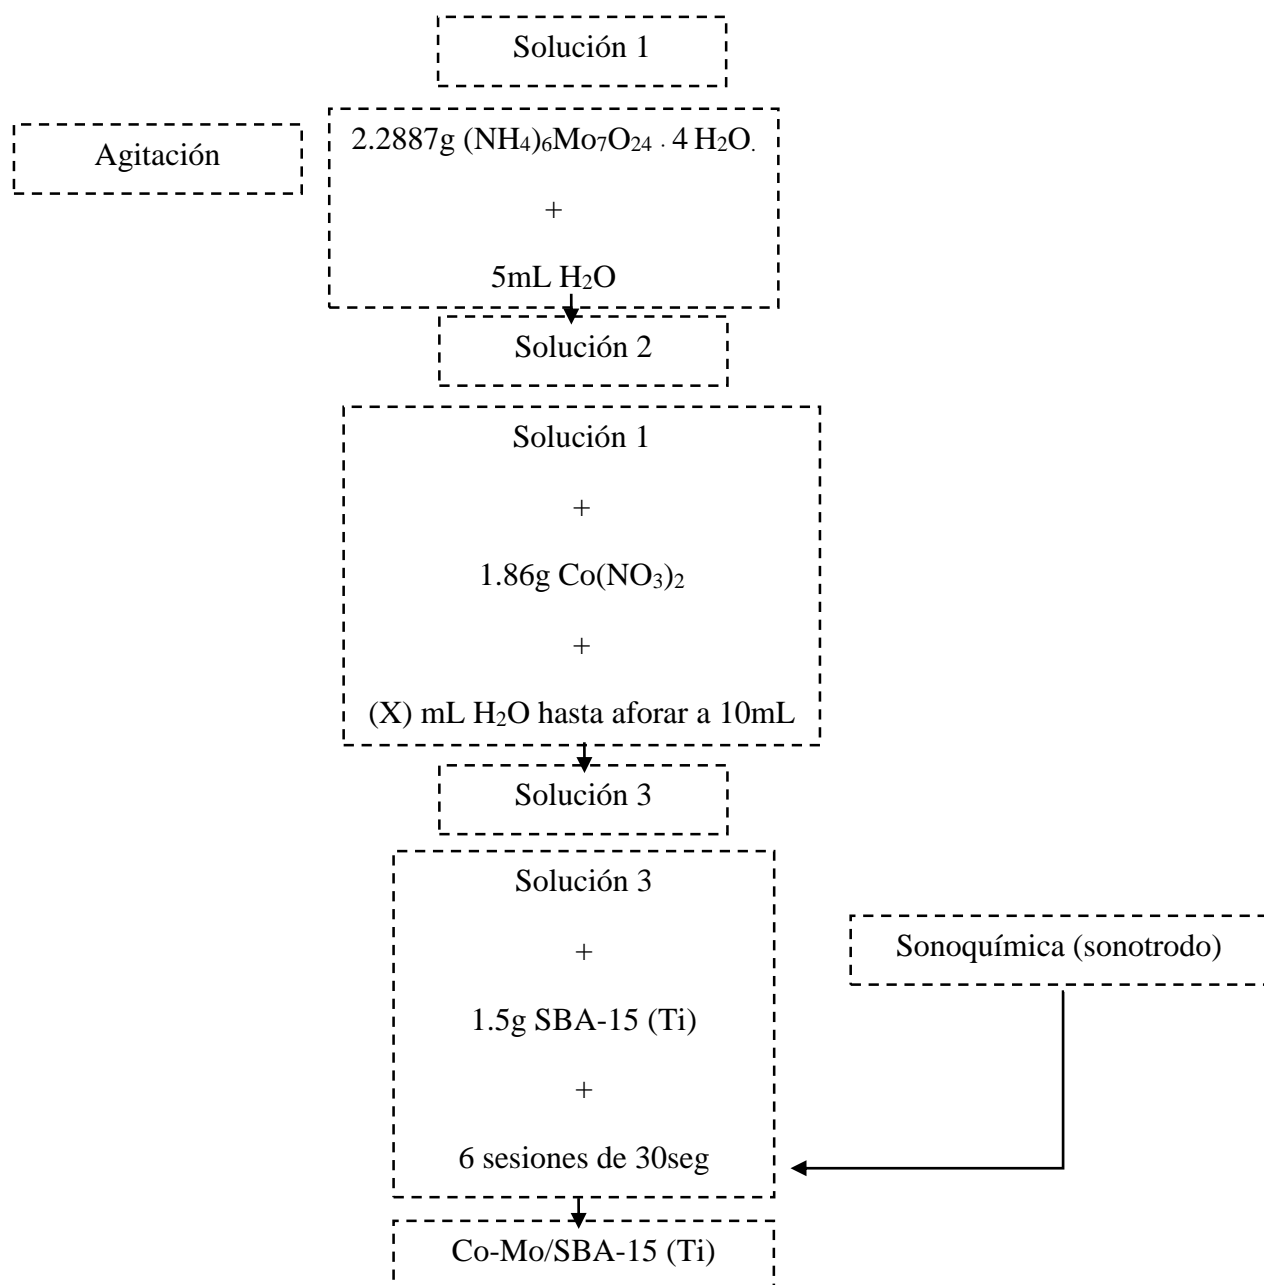 Solución 1
Agitación
2.2887g (NH₄)₆Mo₇O₂₄ · 4 H₂O.
+
5mL H₂O
Solución 2
Solución 1
+
1.86g Co(NO₃)₂
+
(X) mL H₂O hasta aforar a 10mL
Solución 3
Solución 3
+
Sonoquímica (sonotrodo)
1.5g SBA-15 (Ti)
+
6 sesiones de 30seg
Co-Mo/SBA-15 (Ti)